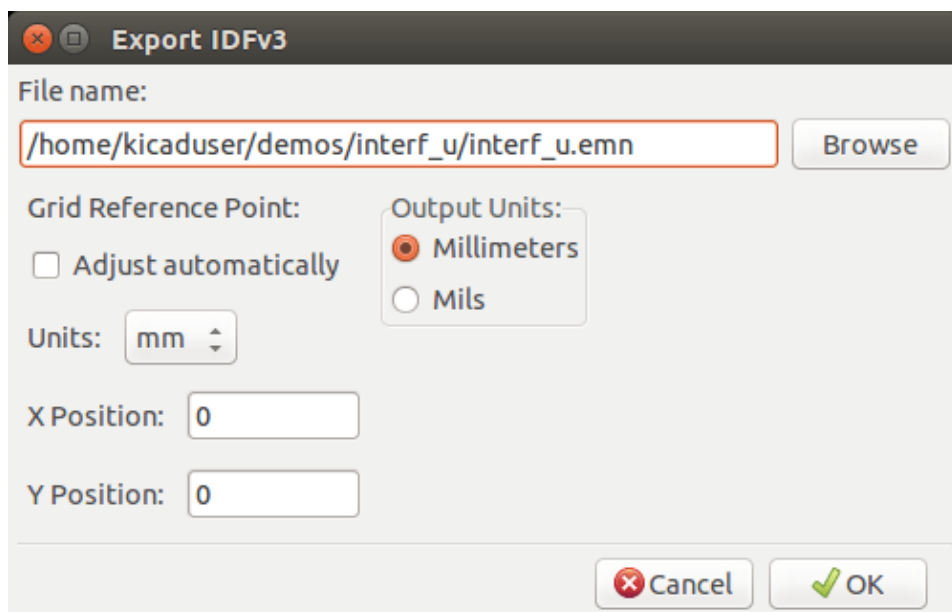 Export IDFv3
File name:
/home/kicaduser/demos/interf_u/interf_u.emn
Browse
Grid Reference Point:
Output Units:
Adjust automatically
Millimeters
Mils
Units:
mm
X Position:
0
Y Position:
0
Cancel
OK